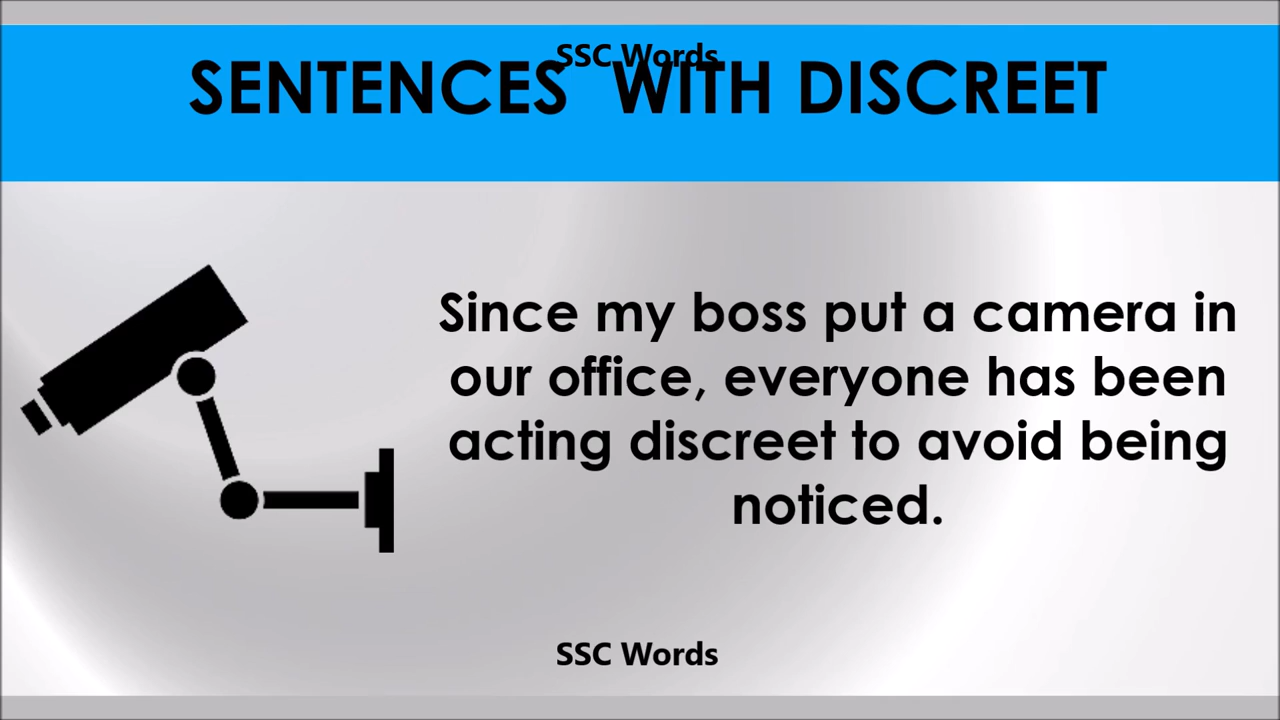 SSC Words
SENTENCES WITH DISCREET
Since my boss put a camera in
our office, everyone has been
acting discreet to avoid being
noticed.
SSC Words